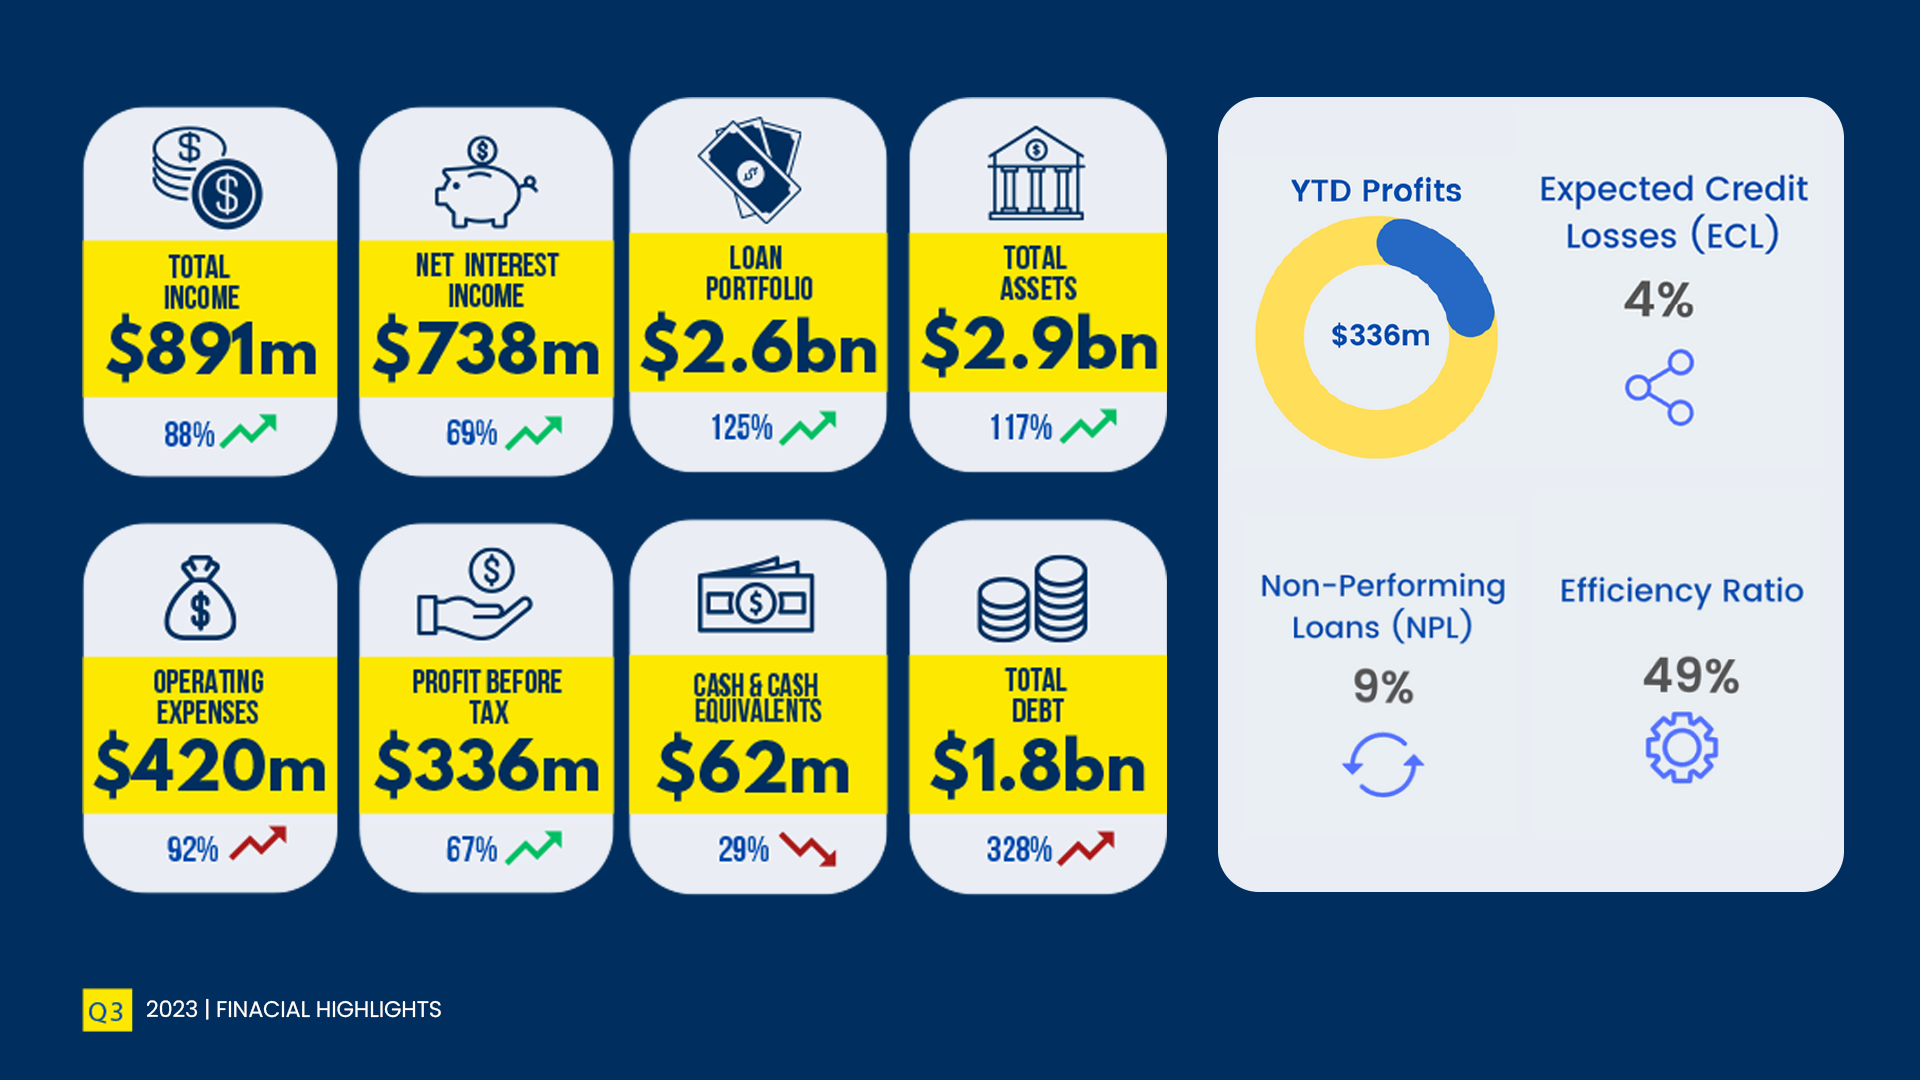 TOTAL
INCOME
$891m
88%
NET INTEREST
INCOME
$738m
69%
LOAN
PORTFOLIO
$2.6bn
125%
TOTAL
ASSETS
$2.9bn
117%
OPERATING
EXPENSES
$420m
92%
PROFIT BEFORE
TAX
$336m
67%
CASH & CASH
EQUIVALENTS
$62m
29%
TOTAL
DEBT
$1.8bn
328%
YTD Profits
$336m
Expected Credit
Losses (ECL)
4%
Non-Performing
Loans (NPL)
9%
Efficiency Ratio
49%
Q3 2023 | FINACIAL HIGHLIGHTS